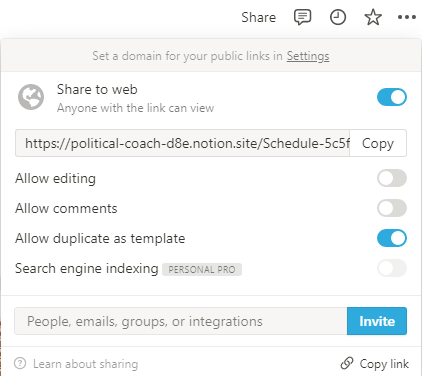 Share
Set a domain for your public links in Settings
Share to web
Anyone with the link can view
https://political-coach-d8e.notion.site/Schedule-5c5f Copy
Allow editing
Allow comments
Allow duplicate as template
Search engine indexing PERSONAL PRO
People, emails, groups, or integrations Invite
Learn about sharing Copy link